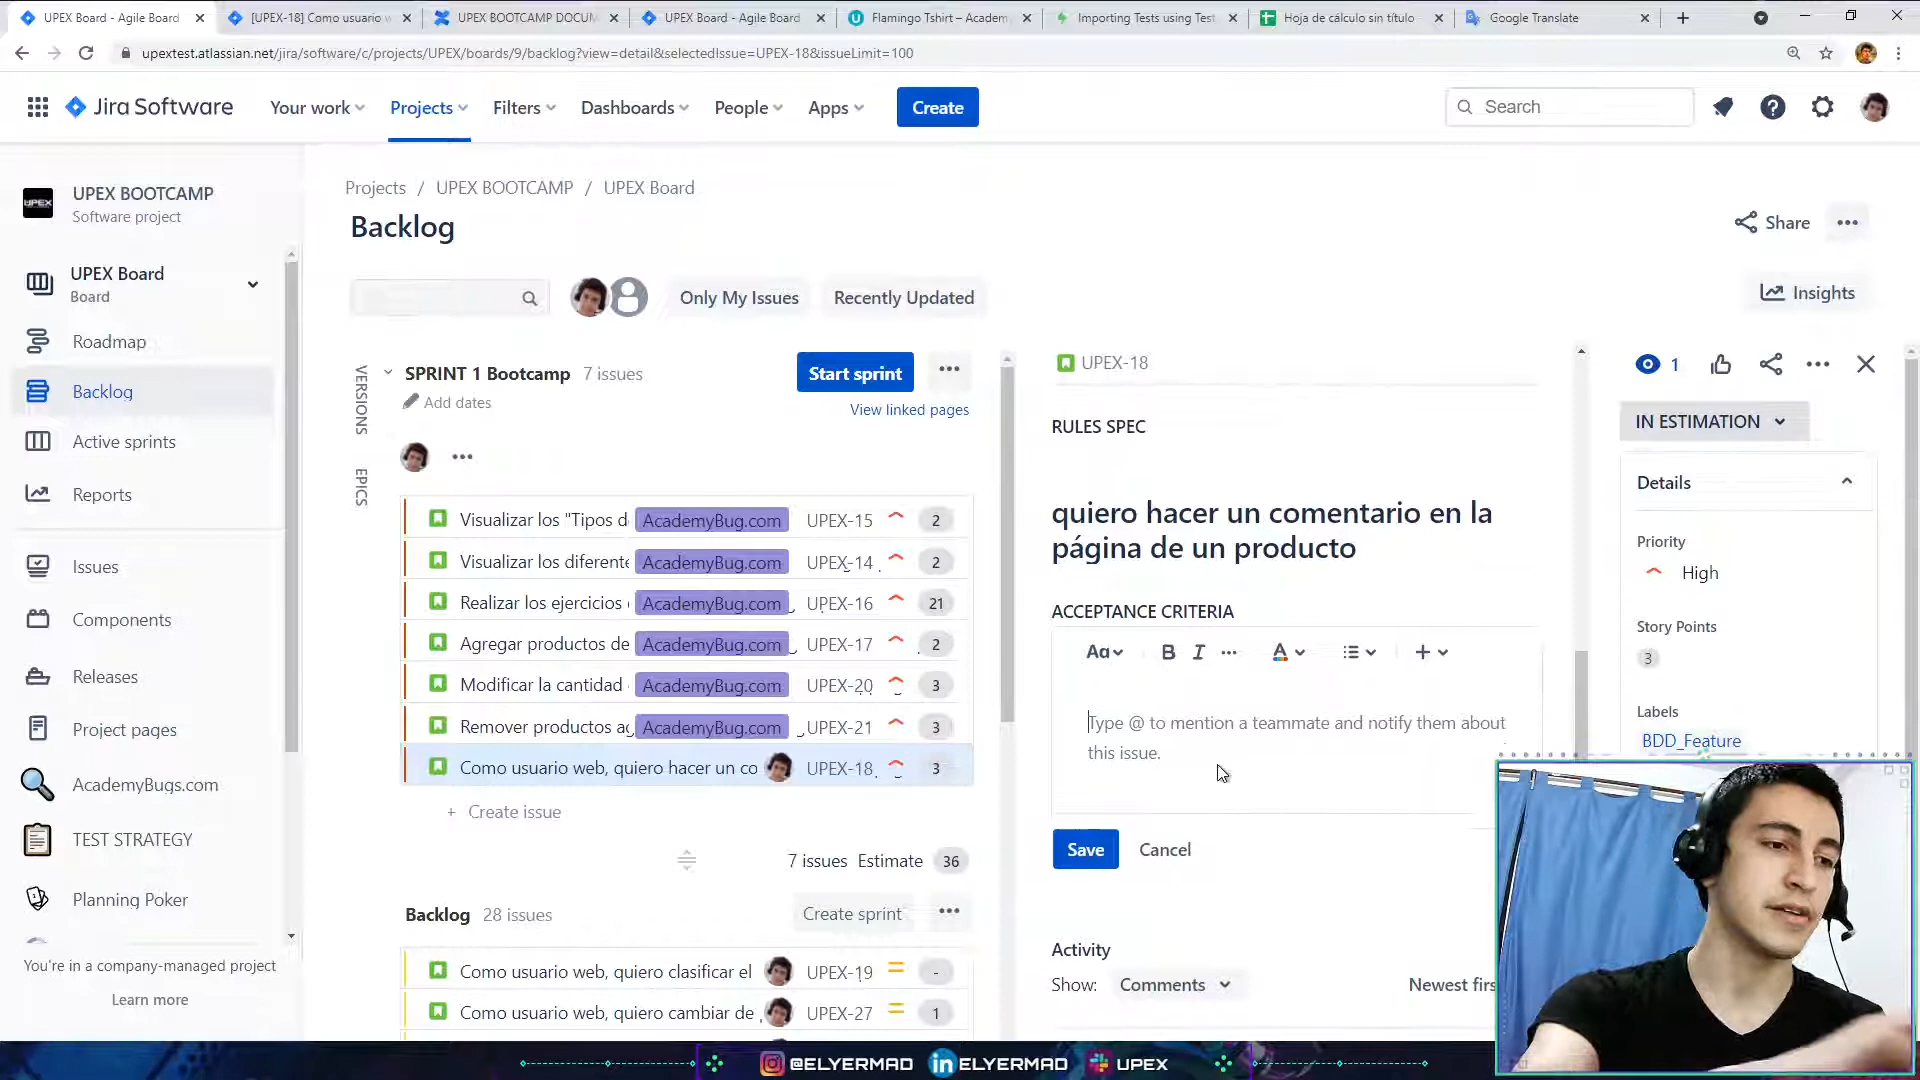 UPEX Board - Agile Board
[UPEX-18] Como usuario w
UPEX BOOTCAMP DOCUM
UPEX Board - Agile Board
Flamingo Tshirt – Academ
Importing Tests using Test
Hoja de cálculo sin título
Google Translate
upextest.atlassian.net/jira/software/c/projects/UPEX/boards/9/backlog?view=detail&selectedIssue=UPEX-18&issueLimit=100
Jira Software
Your work
Projects
Filters
Dashboards
People
Apps
Create
Search
UPEX
UPEX BOOTCAMP
Software project
UPEX Board
Board
Roadmap
Backlog
Active sprints
Reports
Issues
Components
Releases
Project pages
AcademyBugs.com
TEST STRATEGY
Planning Poker
You're in a company-managed project
Learn more
Projects / UPEX BOOTCAMP / UPEX Board
Backlog
Share
Only My Issues
Recently Updated
Insights
VERSIONS
EPICS
SPRINT 1 Bootcamp 7 issues
Start sprint
Add dates
View linked pages
Visualizar los "Tipos d AcademyBug.com UPEX-15 2
Visualizar los diferente AcademyBug.com UPEX-14 2
Realizar los ejercicios AcademyBug.com UPEX-16 21
Agregar productos de AcademyBug.com UPEX-17 2
Modificar la cantidad AcademyBug.com UPEX-20 3
Remover productos ag AcademyBug.com UPEX-21 3
Como usuario web, quiero hacer un co UPEX-18 3
+ Create issue
7 issues Estimate 36
Backlog 28 issues
Create sprint
Como usuario web, quiero clasificar el UPEX-19 -
Como usuario web, quiero cambiar de UPEX-27 1
UPEX-18
RULES SPEC
quiero hacer un comentario en la
página de un producto
ACCEPTANCE CRITERIA
Aa B I ... A
Type @ to mention a teammate and notify them about
this issue.
Save
Cancel
Activity
Show: Comments
Newest firs
1
IN ESTIMATION
Details
Priority
High
Story Points
3
Labels
BDD_Feature
@ELYERMAD
in ELYERMAD
UPEX